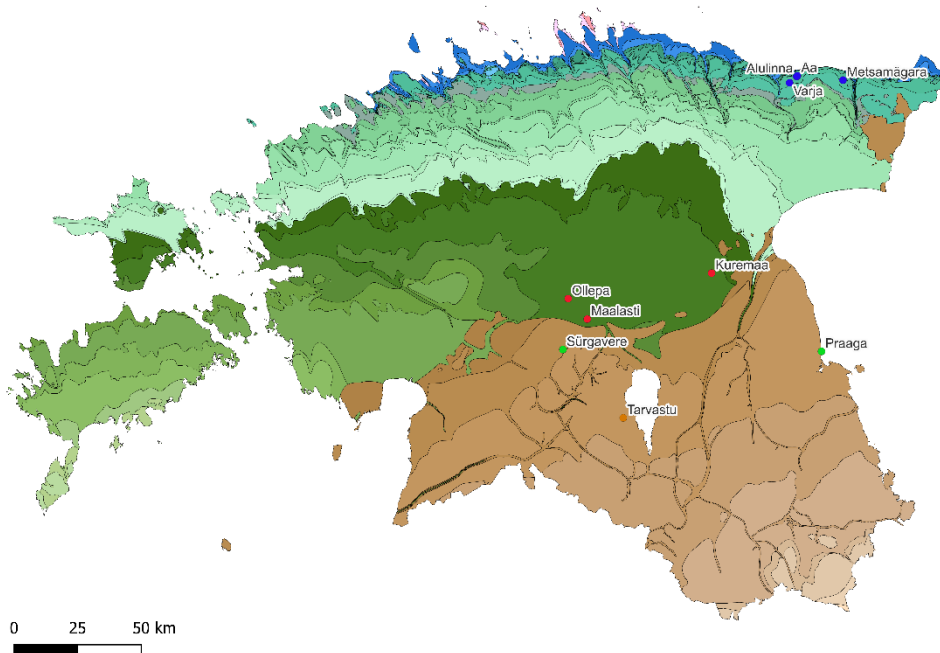 Alulinna Aa Metsamägara
Varja
Kuremaa
Ollepa
Maalasti
Sürgavere
Praaga
Tarvastu
0 25 50 km